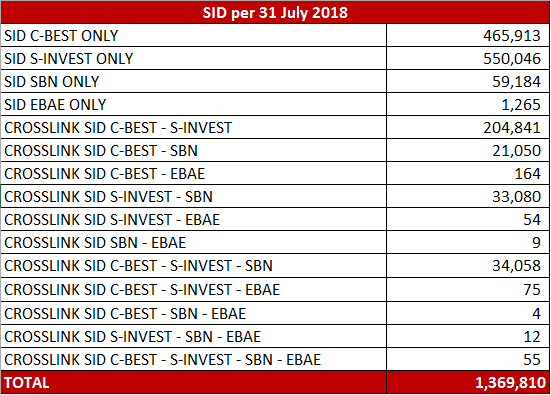 SID per 31 July 2018
SID C-BEST ONLY 465,913
SID S-INVEST ONLY 550,046
SID SBN ONLY 59,184
SID EBAE ONLY 1,265
CROSSLINK SID C-BEST - S-INVEST 204,841
CROSSLINK SID C-BEST - SBN 21,050
CROSSLINK SID C-BEST - EBAE 164
CROSSLINK SID S-INVEST - SBN 33,080
CROSSLINK SID S-INVEST - EBAE 54
CROSSLINK SID SBN - EBAE 9
CROSSLINK SID C-BEST - S-INVEST - SBN 34,058
CROSSLINK SID C-BEST - S-INVEST - EBAE 75
CROSSLINK SID C-BEST - SBN - EBAE 4
CROSSLINK SID S-INVEST - SBN - EBAE 12
CROSSLINK SID C-BEST - S-INVEST - SBN - EBAE 55
TOTAL 1,369,810